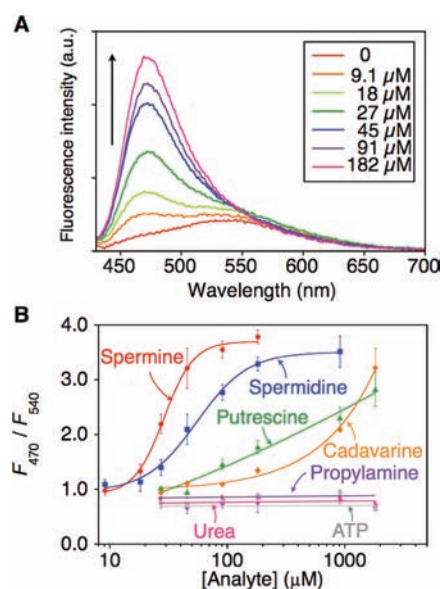 A
Fluorescence intensity (a.u.)
0
9.1 μM
18 μM
27 μM
45 μM
91 μM
182 μM
450 500 550 600 650 700
Wavelength (nm)
B
F470 / F540
4.0
3.0
2.0
1.0
0.0
Spermine
Spermidine
Putrescine
Cadavarine
Propylamine
Urea
ATP
10 100 1000
[Analyte] (μM)